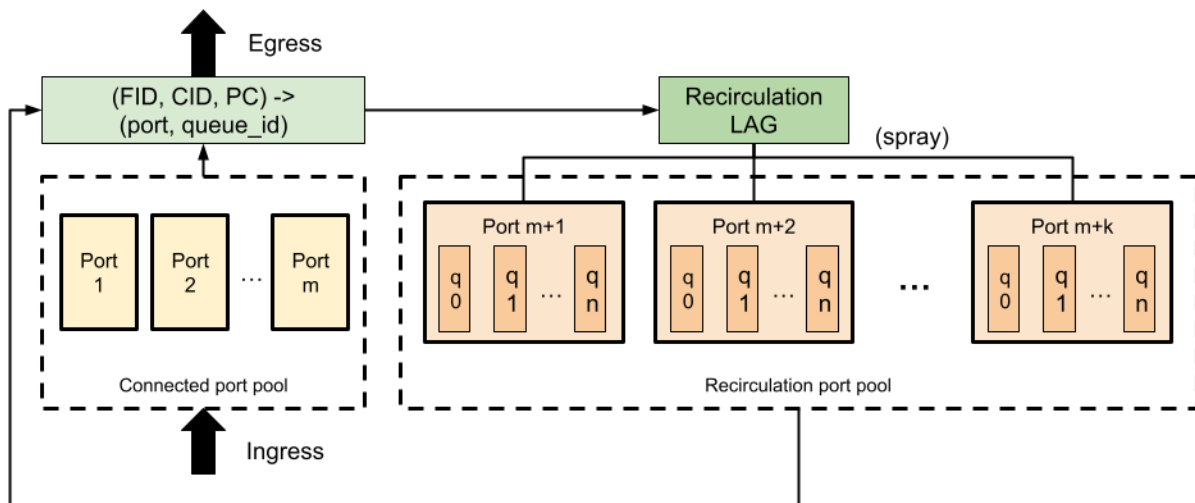 Egress
(FID, CID, PC) ->
(port, queue_id)
Recirculation
LAG
(spray)
Port
1
Port
2
...
Port
m
Connected port pool
Ingress
Port m+1
q
0
q
1
...
q
n
Port m+2
q
0
q
1
...
q
n
...
Port m+k
q
0
q
1
...
q
n
Recirculation port pool